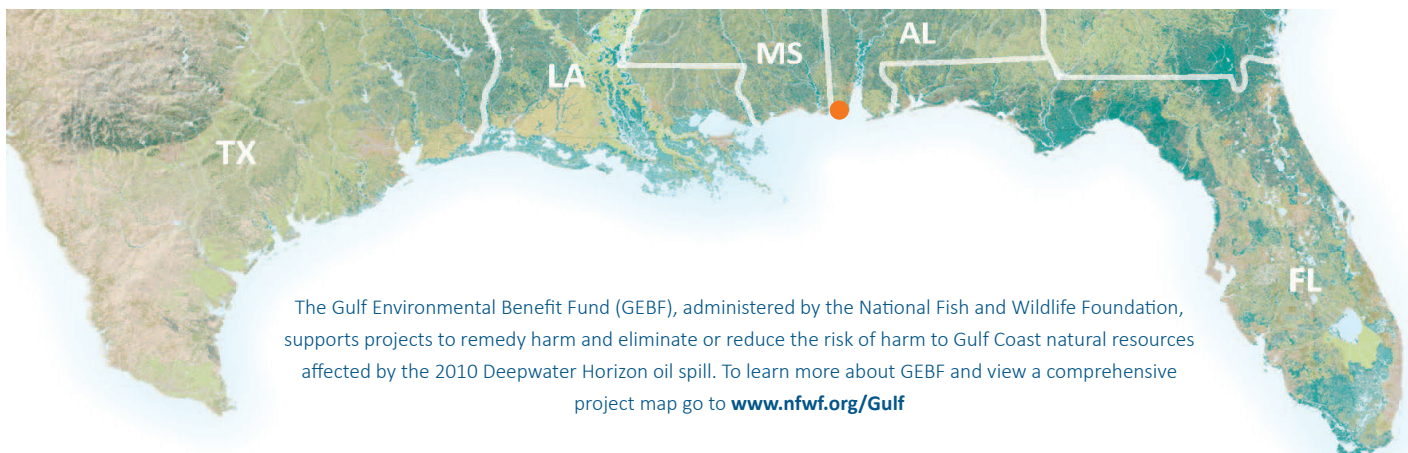 AL
MS
LA
TX
FL
The Gulf Environmental Benefit Fund (GEBF), administered by the National Fish and Wildlife Foundation,
supports projects to remedy harm and eliminate or reduce the risk of harm to Gulf Coast natural resources
affected by the 2010 Deepwater Horizon oil spill. To learn more about GEBF and view a comprehensive
project map go to www.nfwf.org/Gulf